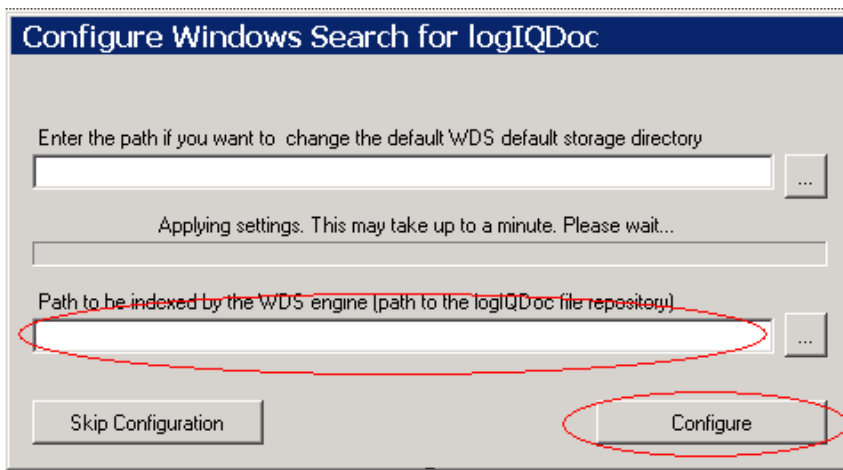 Configure Windows Search for logIQDoc
Enter the path if you want to change the default WDS default storage directory
...
Applying settings. This may take up to a minute. Please wait...
Path to be indexed by the WDS engine (path to the logIQDoc file repository)
...
Skip Configuration
Configure